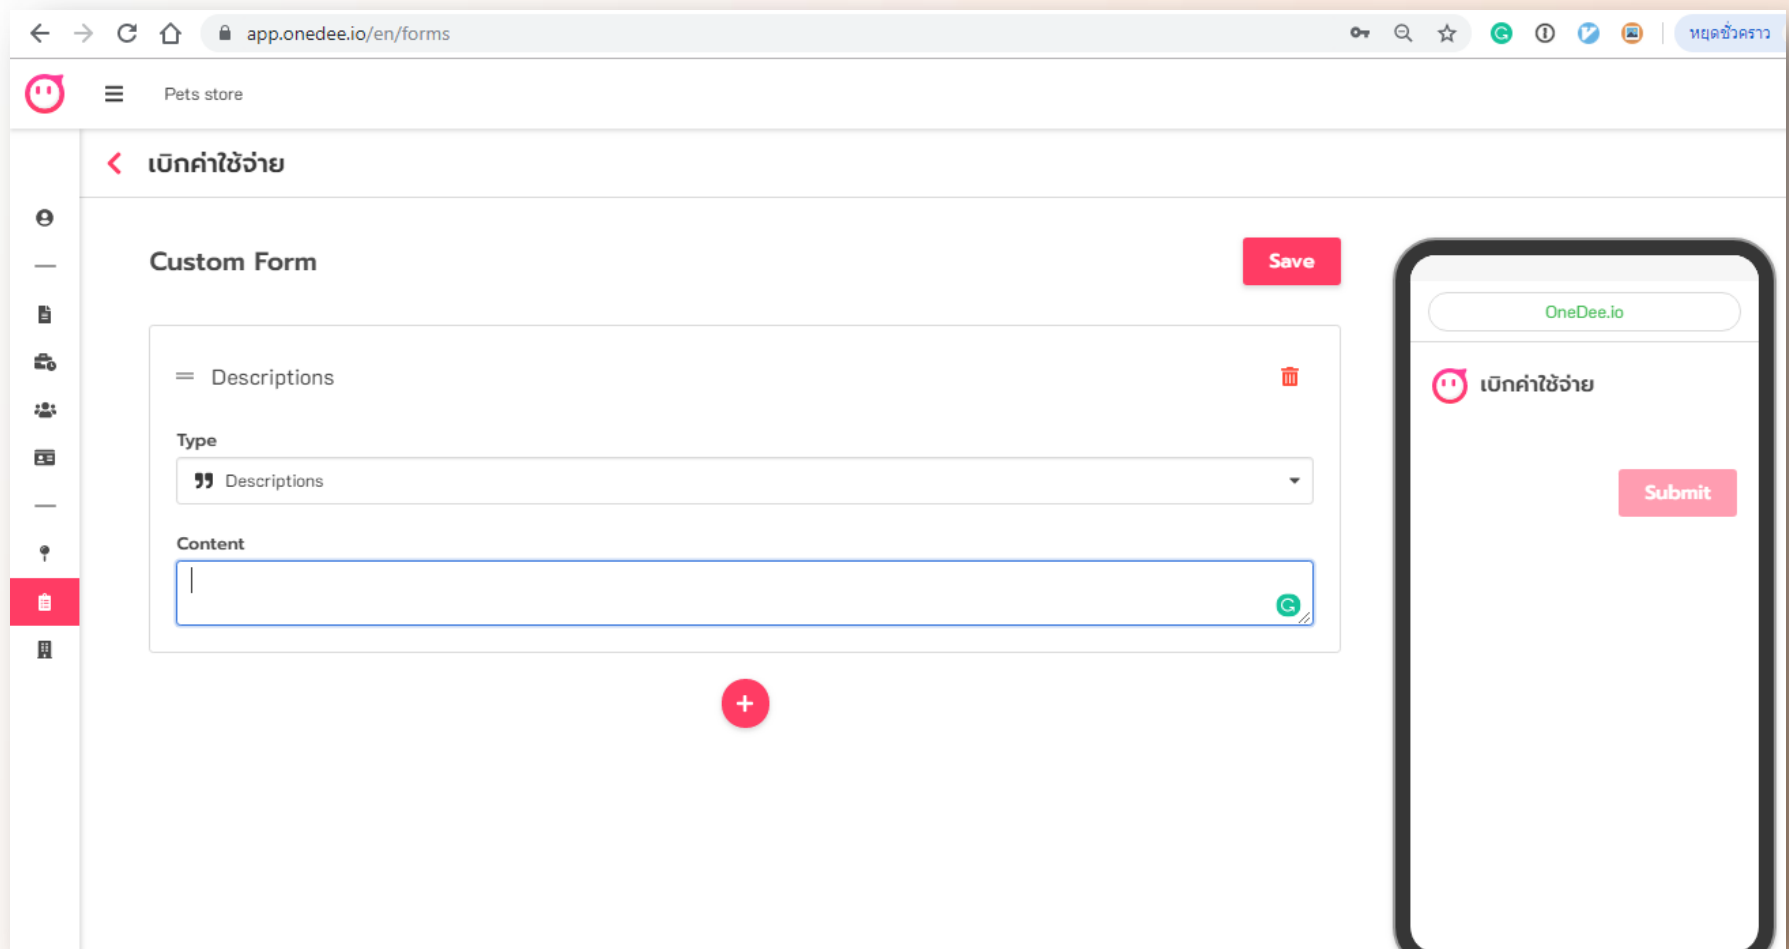 app.onedee.io/en/forms
หยุดชั่วคราว
Pets store
เบิกค่าใช้จ่าย
Custom Form
Save
Descriptions
Type
Descriptions
Content
OneDee.io
เบิกค่าใช้จ่าย
Submit